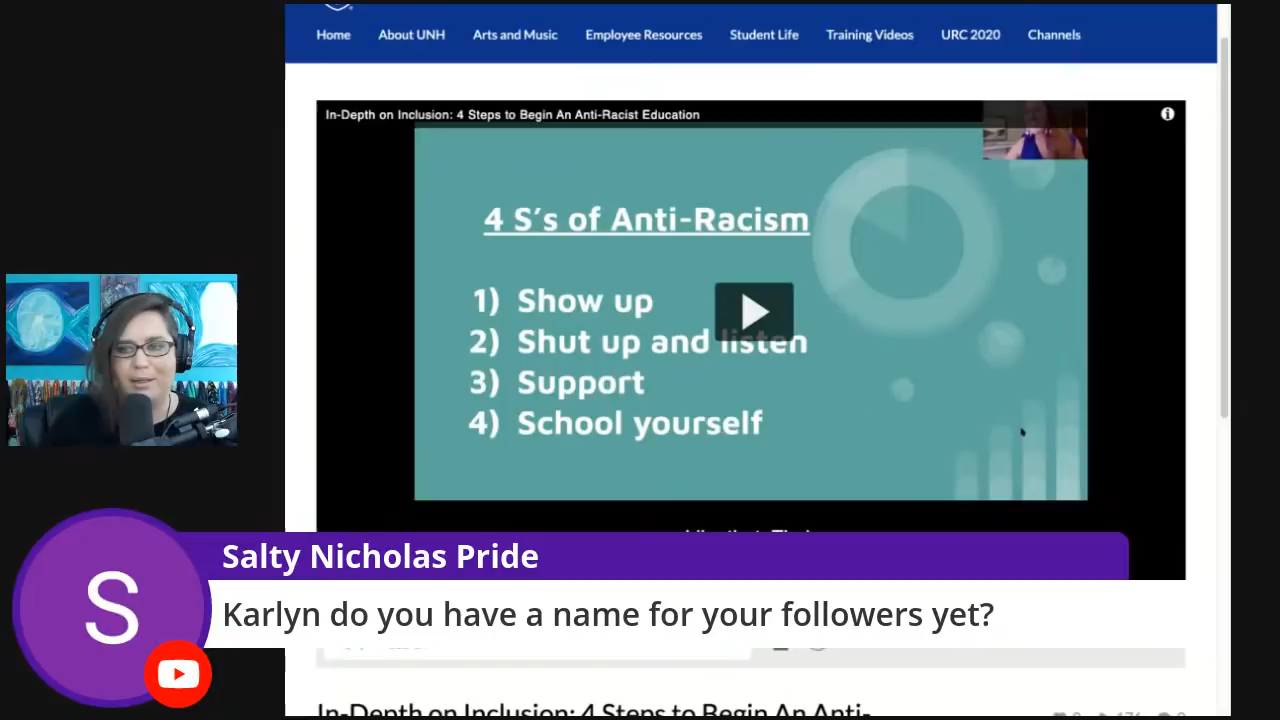 Home About UNH Arts and Music Employee Resources Student Life Training Videos URC 2020 Channels
In-Depth on Inclusion: 4 Steps to Begin An Anti-Racist Education
4 S's of Anti-Racism
1) Show up
2) Shut up and listen
3) Support
4) School yourself
S
Salty Nicholas Pride
Karlyn do you have a name for your followers yet?
In-Depth on Inclusion: 4 Steps to Begin An Anti-